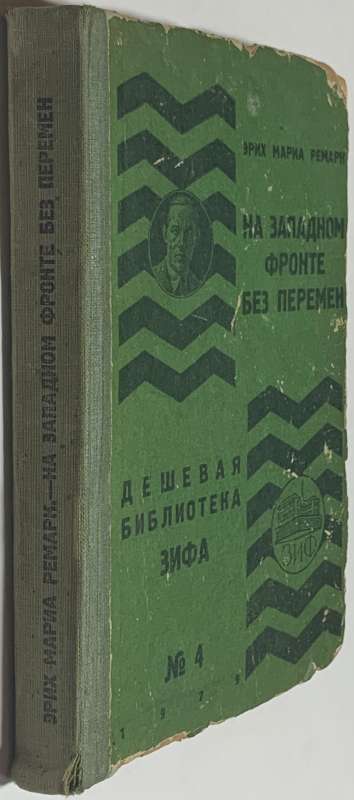 ЭРИХ МАРИА РЕМАРК.—НА ЗАПАДНОМ ФРОНТЕ БЕЗ ПЕРЕМЕН
ЭРИХ МАРИА РЕМАРК
НА ЗАПАДНОМ
ФРОНТЕ
БЕЗ ПЕРЕМЕН
ДЕШЕВАЯ
БИБЛИОТЕКА
ЗИФА
ЗИФ
№ 4
1929